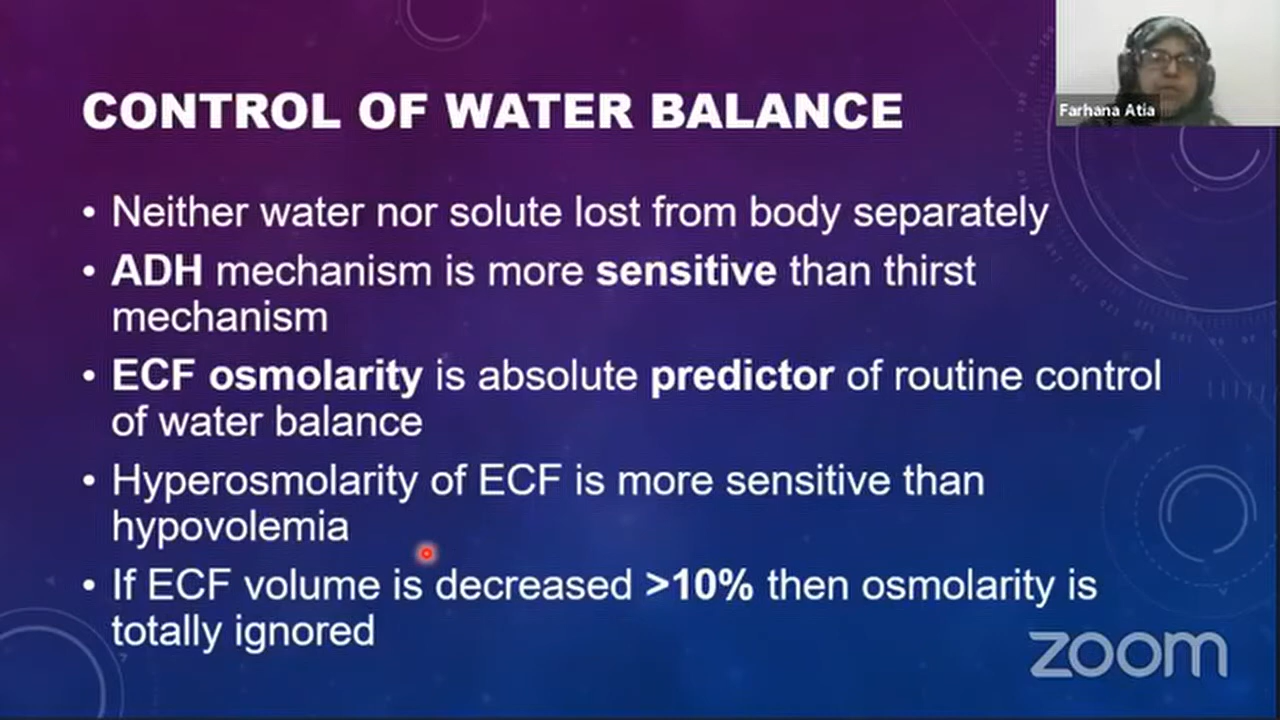 Farhana Atia
CONTROL OF WATER BALANCE
• Neither water nor solute lost from body separately
• ADH mechanism is more sensitive than thirst
mechanism
• ECF osmolarity is absolute predictor of routine control
of water balance
• Hyperosmolarity of ECF is more sensitive than
hypovolemia
• If ECF volume is decreased >10% then osmolarity is
totally ignored
zoom